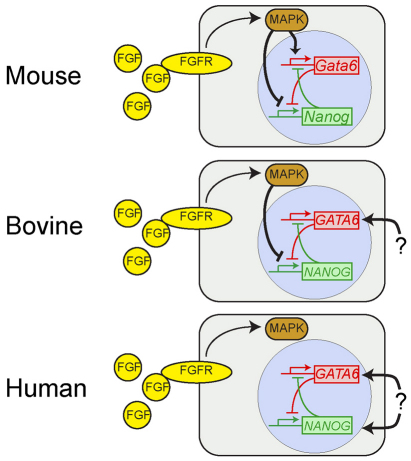 Mouse
FGF
FGF
FGF
FGFR
MAPK
Gata6
Nanog
Bovine
FGF
FGF
FGF
FGFR
MAPK
GATA6
NANOG
?
Human
FGF
FGF
FGF
FGFR
MAPK
GATA6
NANOG
?